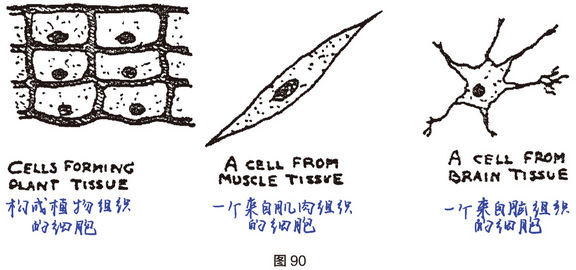 CELLS FORMING
PLANT TISSUE
构成植物组织
的细胞
A CELL FROM
MUSCLE TISSUE
一个来自肌肉组织
的细胞
A CELL FROM
BRAIN TISSUE
一个来自脑组织
的细胞
图90